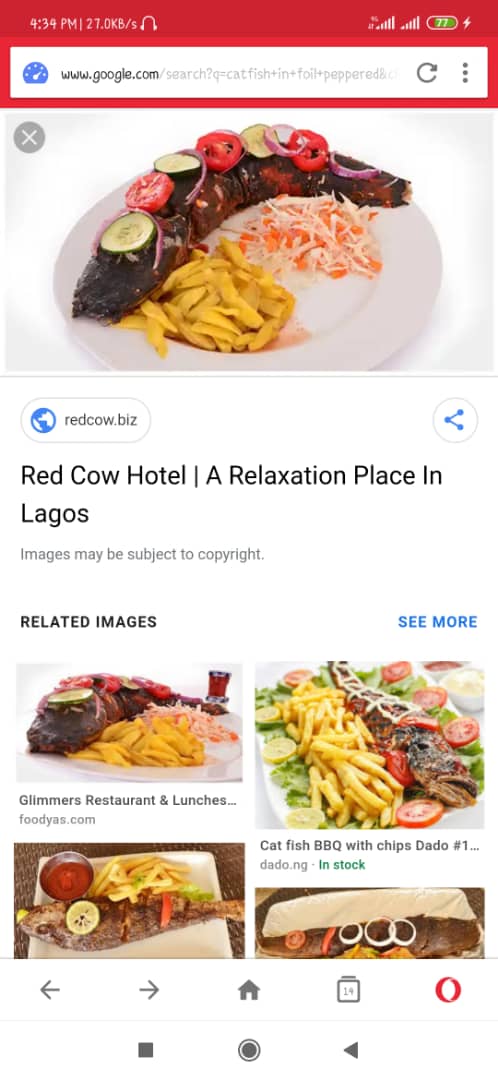 4:34 PM | 27.0KB/s
77
www.google.com/search?q=catfish+in+foil+peppered&c
redcow.biz
Red Cow Hotel | A Relaxation Place In
Lagos
Images may be subject to copyright.
RELATED IMAGES
SEE MORE
Glimmers Restaurant & Lunches...
foodyas.com
Cat fish BBQ with chips Dado #1...
dado.ng · In stock
14